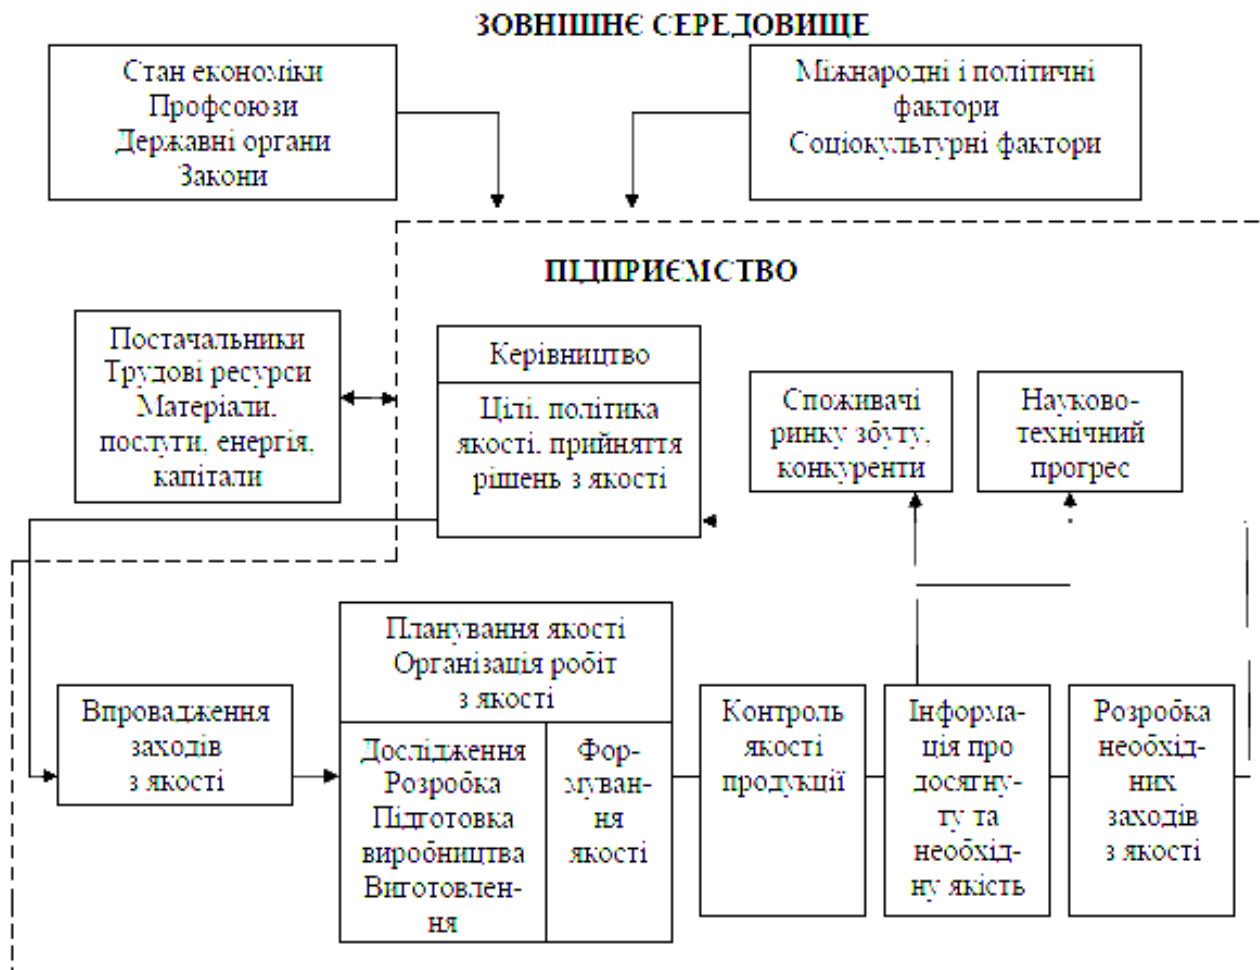 ЗОВНІШНЄ СЕРЕДОВИЩЕ
Стан економіки
Профсоюзи
Державні органи
Закони
Міжнародні і політичні
фактори
Соціокультурні фактори
ПІДПРИЄМСТВО
Постачальники
Трудові ресурси
Матеріали,
послуги, енергія,
капітали
Керівництво
Цілі, політика
якості, прийняття
рішень з якості
Споживачі
ринку збуту,
конкуренти
Науково-
технічний
прогрес
Впровадження
заходів
з якості
Планування якості
Організація робіт
з якості
Дослідження
Розробка
Підготовка
виробництва
Виготовлен-
ня
Фор-
муван-
ня
якості
Контроль
якості
продукції
Інформа-
ція про
досягну-
ту та
необхід-
ну якість
Розробка
необхід-
них
заходів
з якості